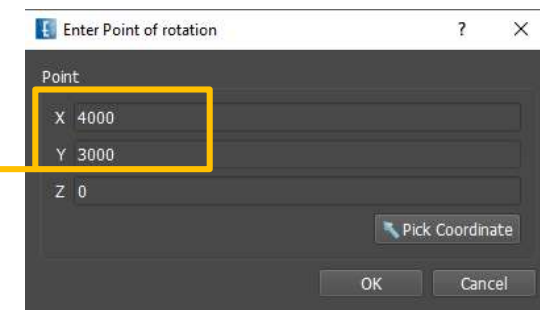 Enter Point of rotation ? ×
Point
X 4000
Y 3000
Z 0
Pick Coordinate
OK Cancel